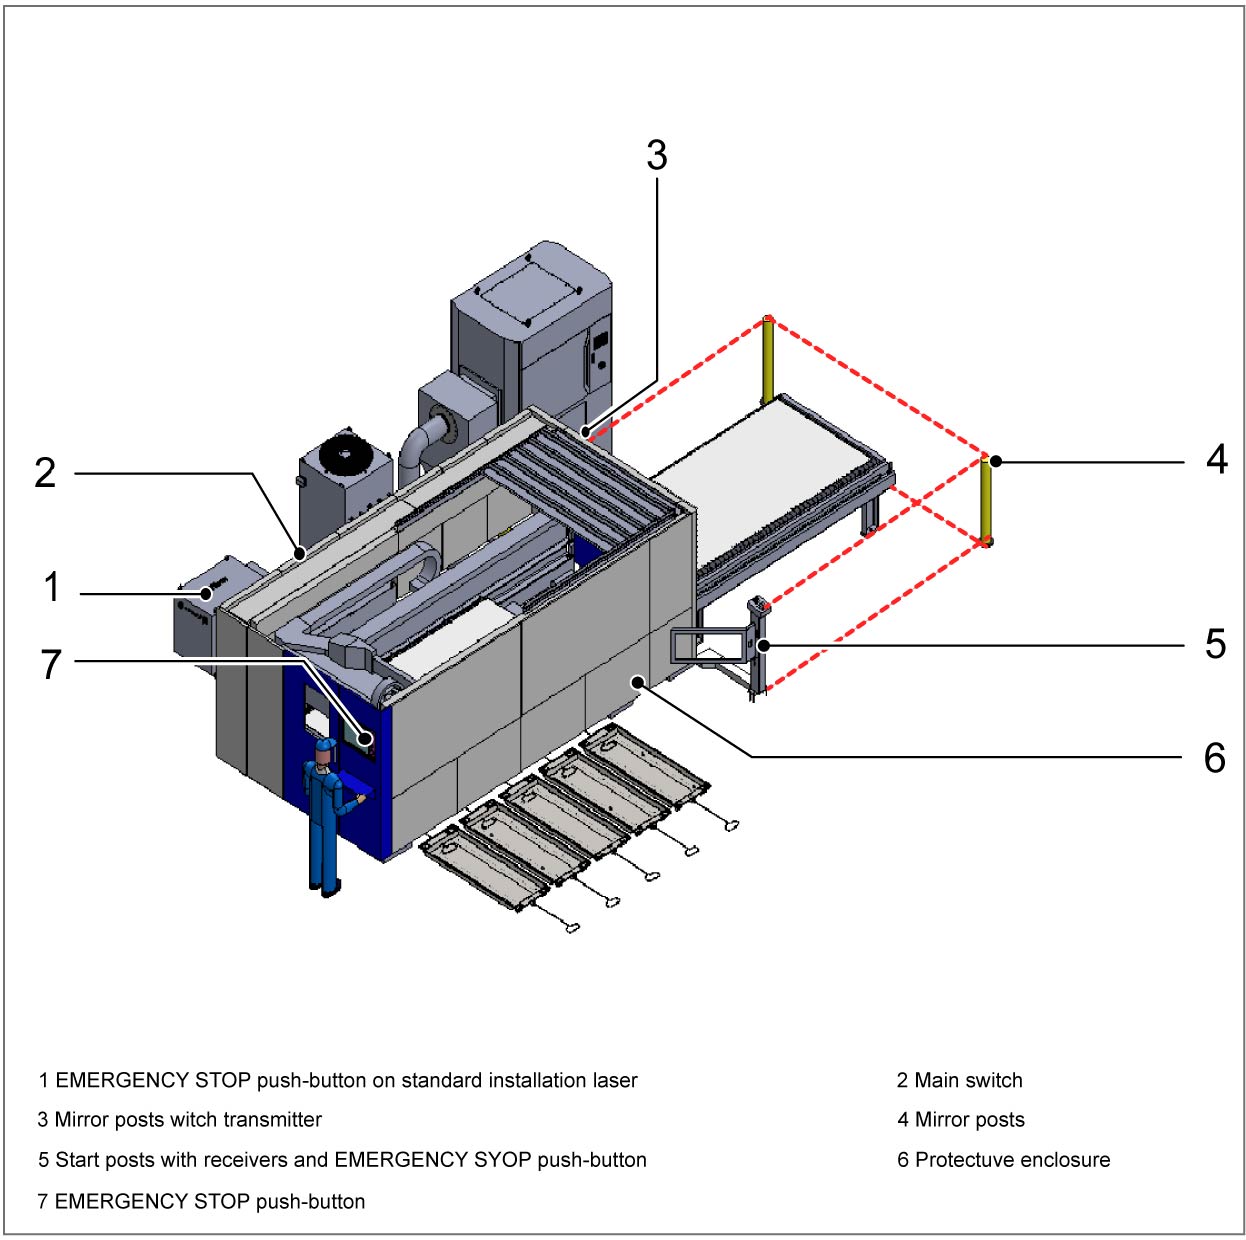 3
2
4
1
5
7
6
1 EMERGENCY STOP push-button on standard installation laser
2 Main switch
3 Mirror posts witch transmitter
4 Mirror posts
5 Start posts with receivers and EMERGENCY SYOP push-button
6 Protectuve enclosure
7 EMERGENCY STOP push-button